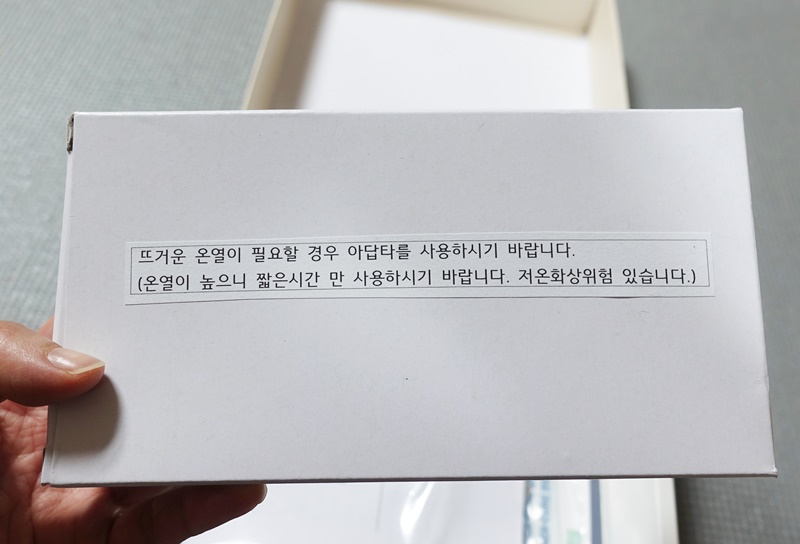 뜨거운 온열이 필요할 경우 아답타를 사용하시기 바랍니다.
(온열이 높으니 짧은시간 만 사용하시기 바랍니다. 저온화상위험 있습니다.)